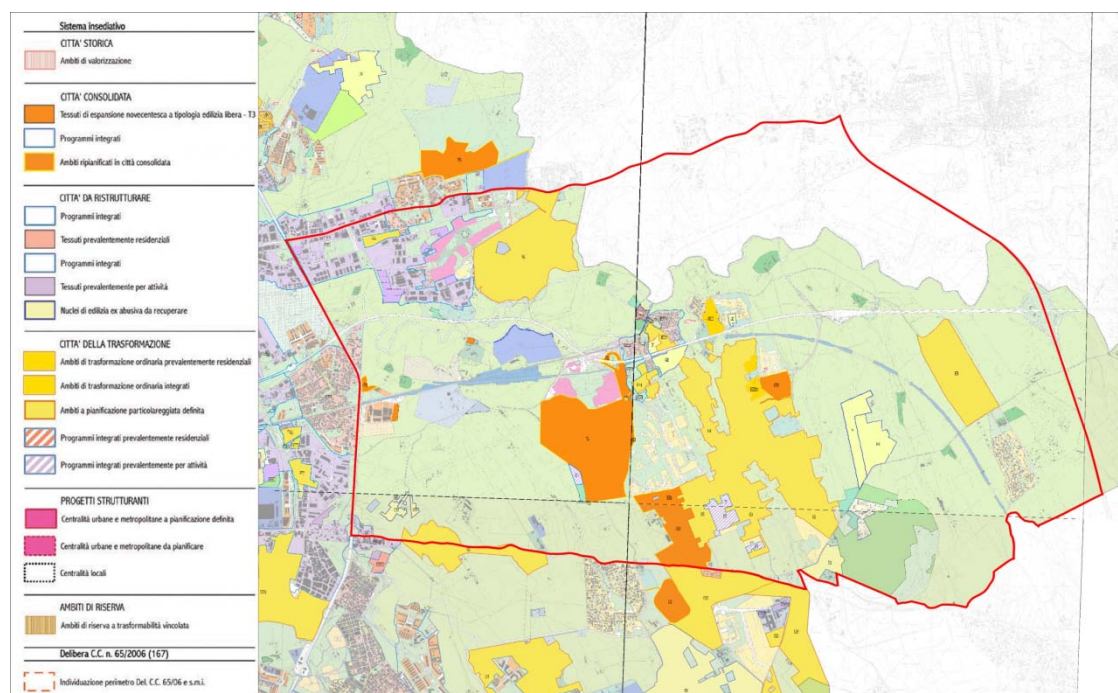 Sistema insediativo
CITTA' STORICA
Ambiti di valorizzazione
CITTA' CONSOLIDATA
Tessuti di espansione novecentesca a tipologia edilizia libera - T3
Programmi integrati
Ambiti ripianificati in città consolidata
CITTA' DA RISTRUTTURARE
Programmi integrati
Tessuti prevalentemente residenziali
Programmi integrati
Tessuti prevalentemente per attività
Nuclei di edilizia ex abusiva da recuperare
CITTA' DELLA TRASFORMAZIONE
Ambiti di trasformazione ordinaria prevalentemente residenziali
Ambiti di trasformazione ordinaria integrati
Ambiti a pianificazione particolareggiata definita
Programmi integrati prevalentemente residenziali
Programmi integrati prevalentemente per attività
PROGETTI STRUTTURANTI
Centralità urbane e metropolitane a pianificazione definita
Centralità urbane e metropolitane da pianificare
Centralità locali
AMBITI DI RISERVA
Ambiti di riserva a trasformabilità vincolata
Delibera C.C. n. 65/2006 (167)
Individuazione perimetro Del. C.C. 65/06 e s.m.i.